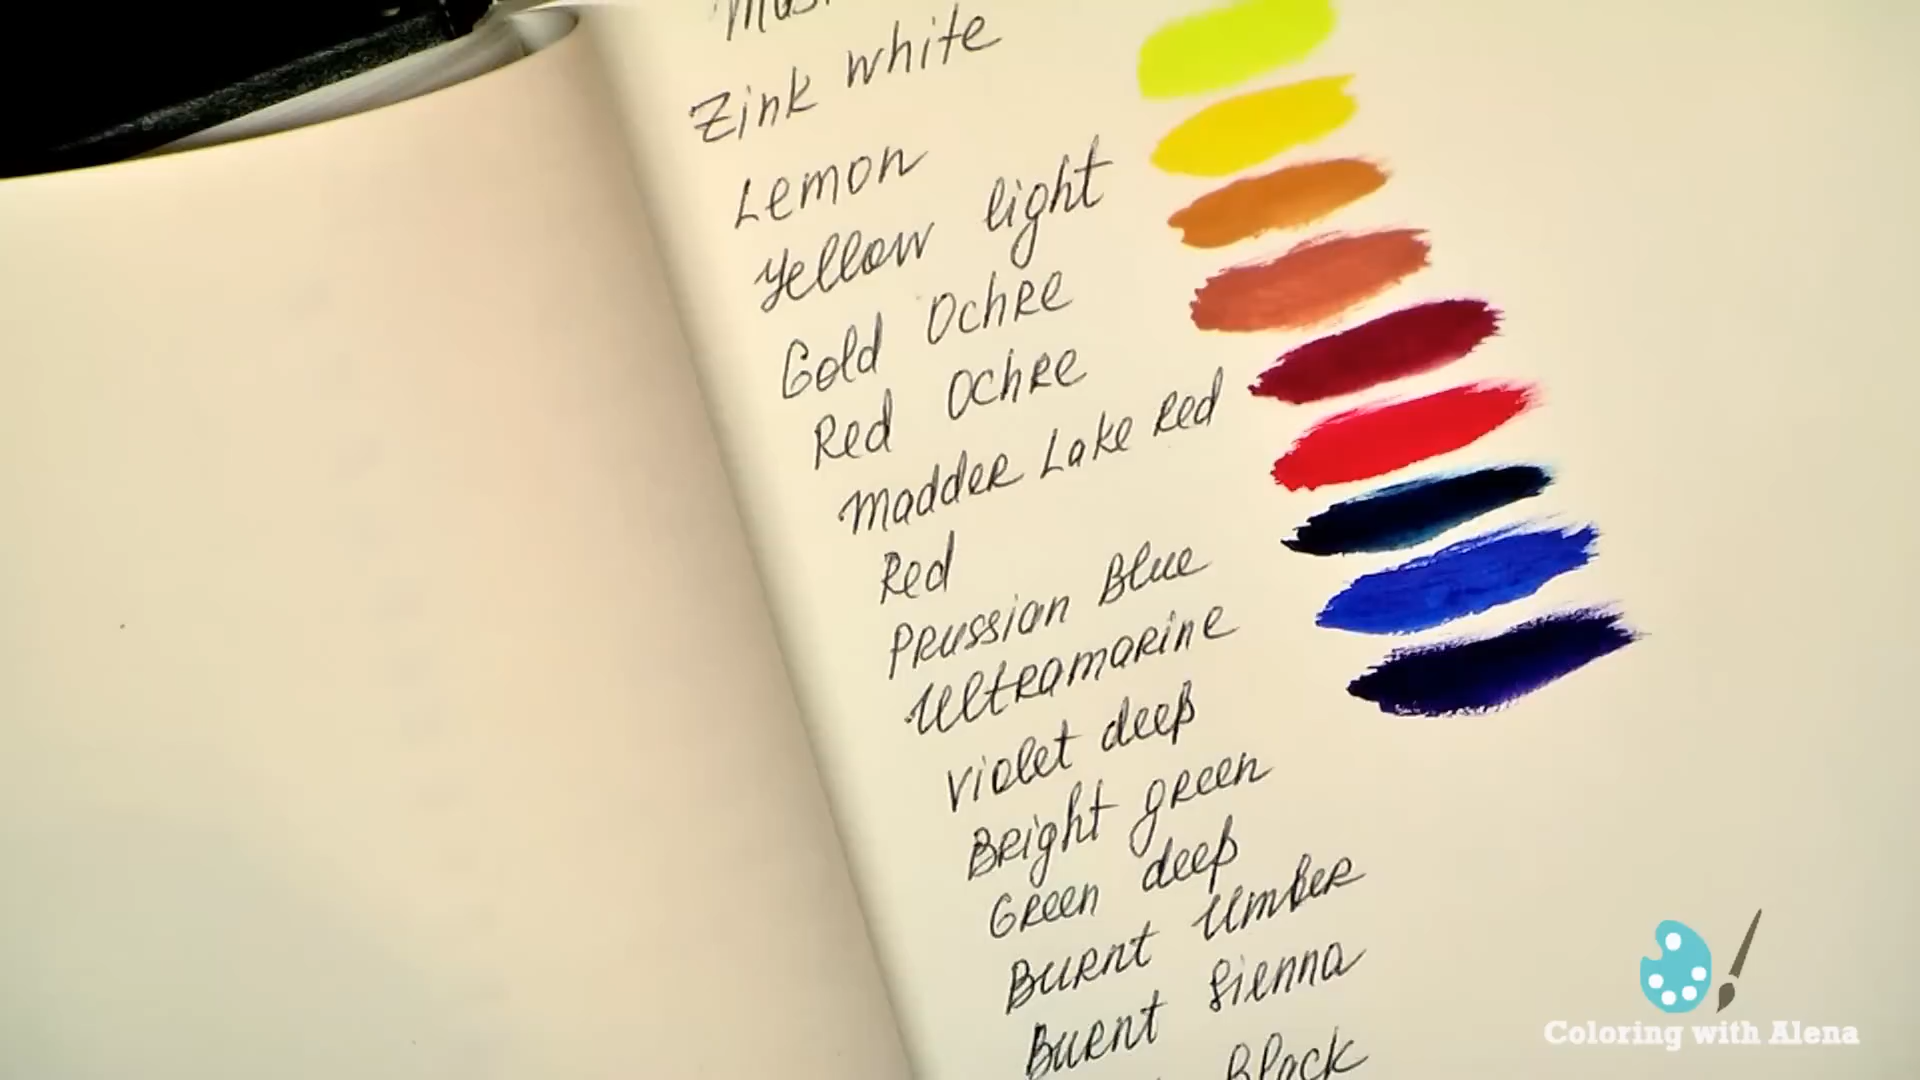 Zink white
Lemon
Yellow light
Gold Ochre
Red Ochre
Madder Lake Red
Red
Prussian Blue
Ultramarine
Violet deep
Bright green
Green deep
Burnt Umber
Burnt Sienna
Black
Coloring with Alena